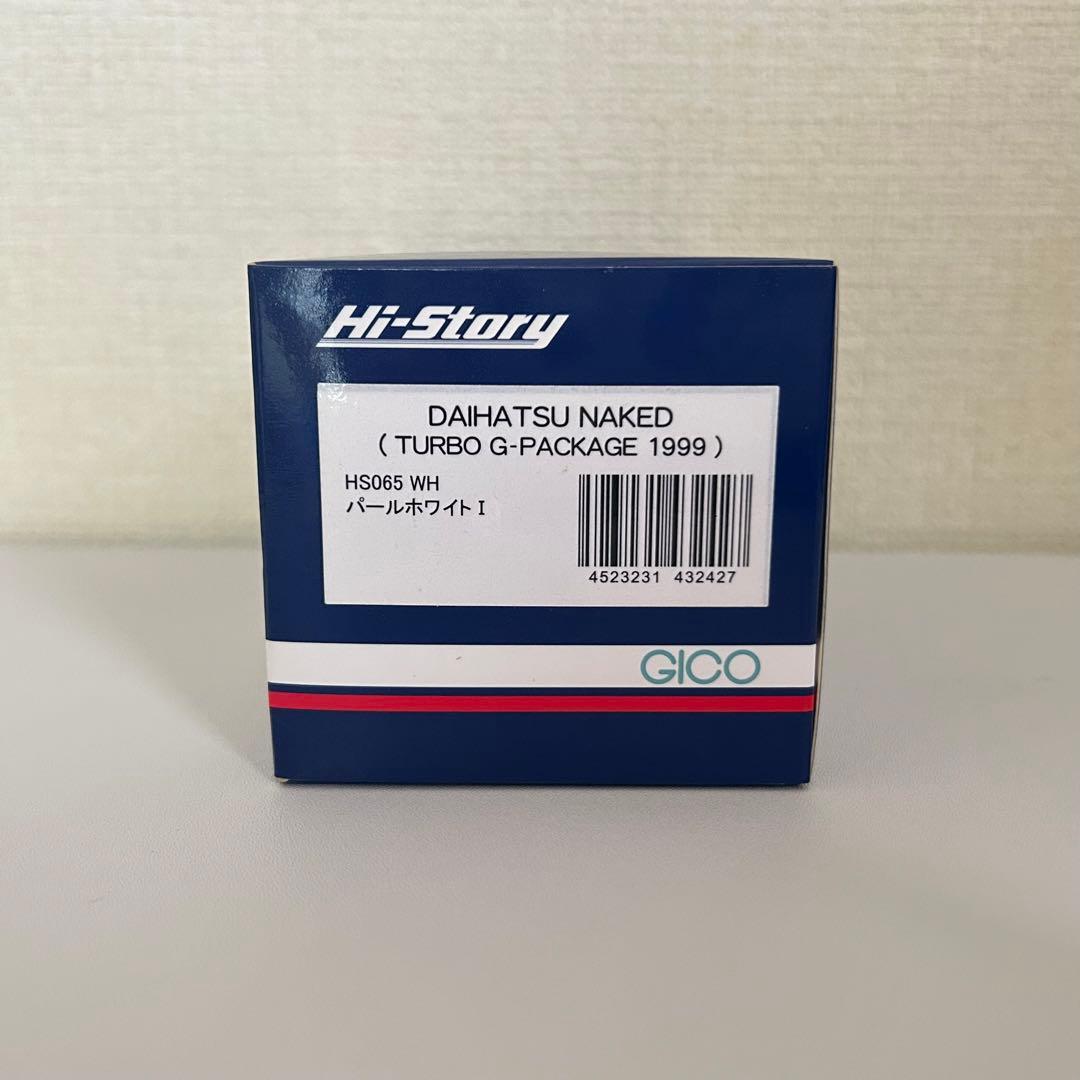 Hi-Story
DAIHATSU NAKED
( TURBO G-PACKAGE 1999 )
HS065 WH
パールホワイト I
4523231 432427
GICO